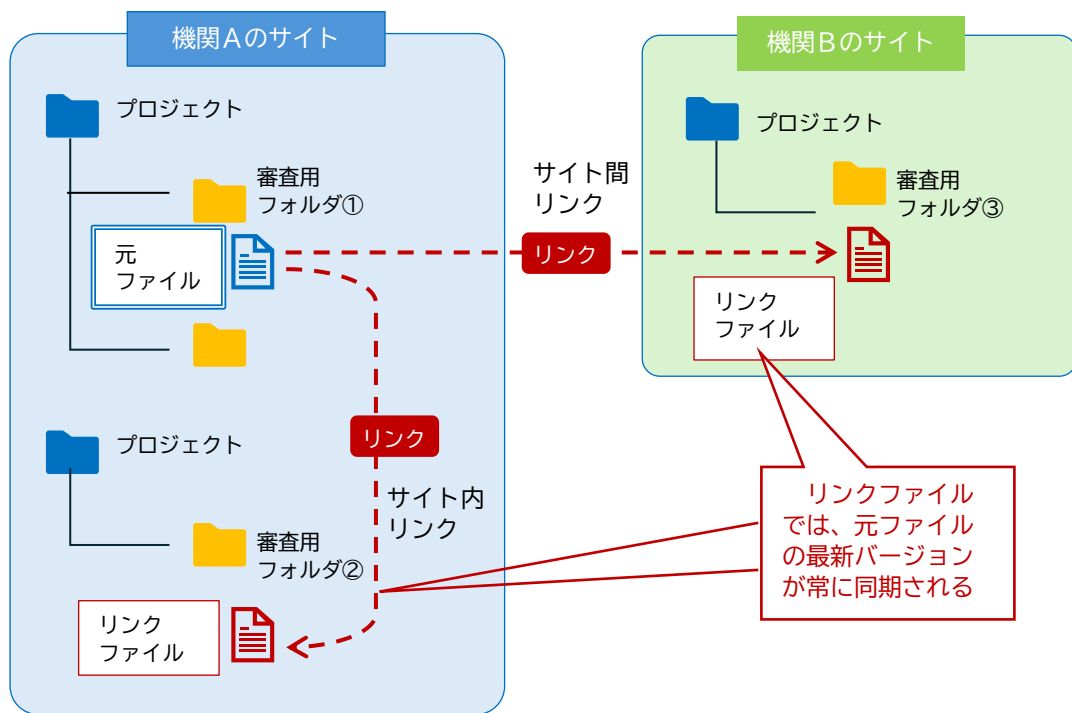 機関Aのサイト
プロジェクト
審査用
フォルダ①
元
ファイル
プロジェクト
審査用
フォルダ②
リンク
ファイル
サイト間
リンク
リンク
リンク
サイト内
リンク
機関Bのサイト
プロジェクト
審査用
フォルダ③
リンク
ファイル
リンクファイル
では、元ファイル
の最新バージョン
が常に同期される